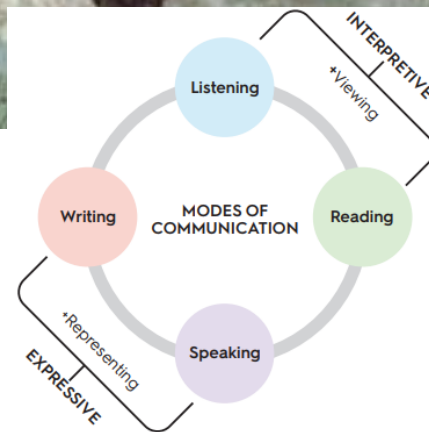 INTERPRETIVE
+Viewing
Listening
Writing
MODES OF
COMMUNICATION
Reading
+Representing
EXPRESSIVE
Speaking